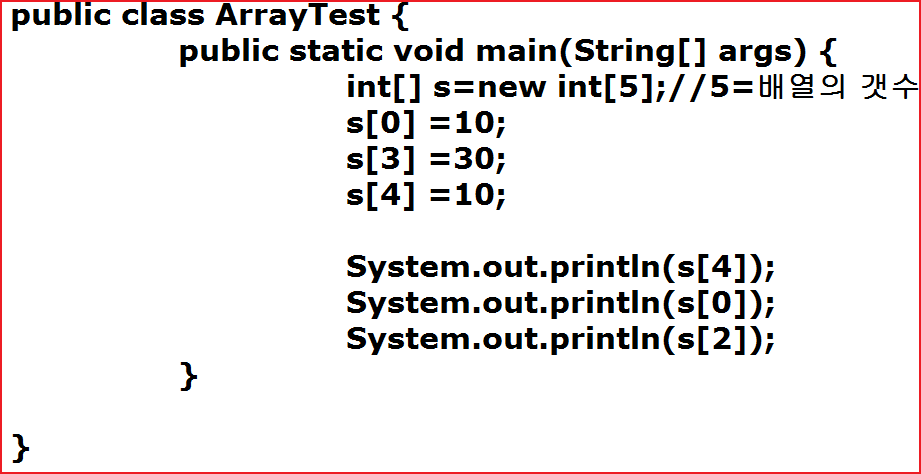 public class ArrayTest {
public static void main(String[] args) {
int[] s=new int[5];//5=배열의 갯수
s[0] =10;
s[3] =30;
s[4] =10;
System.out.println(s[4]);
System.out.println(s[0]);
System.out.println(s[2]);
}
}